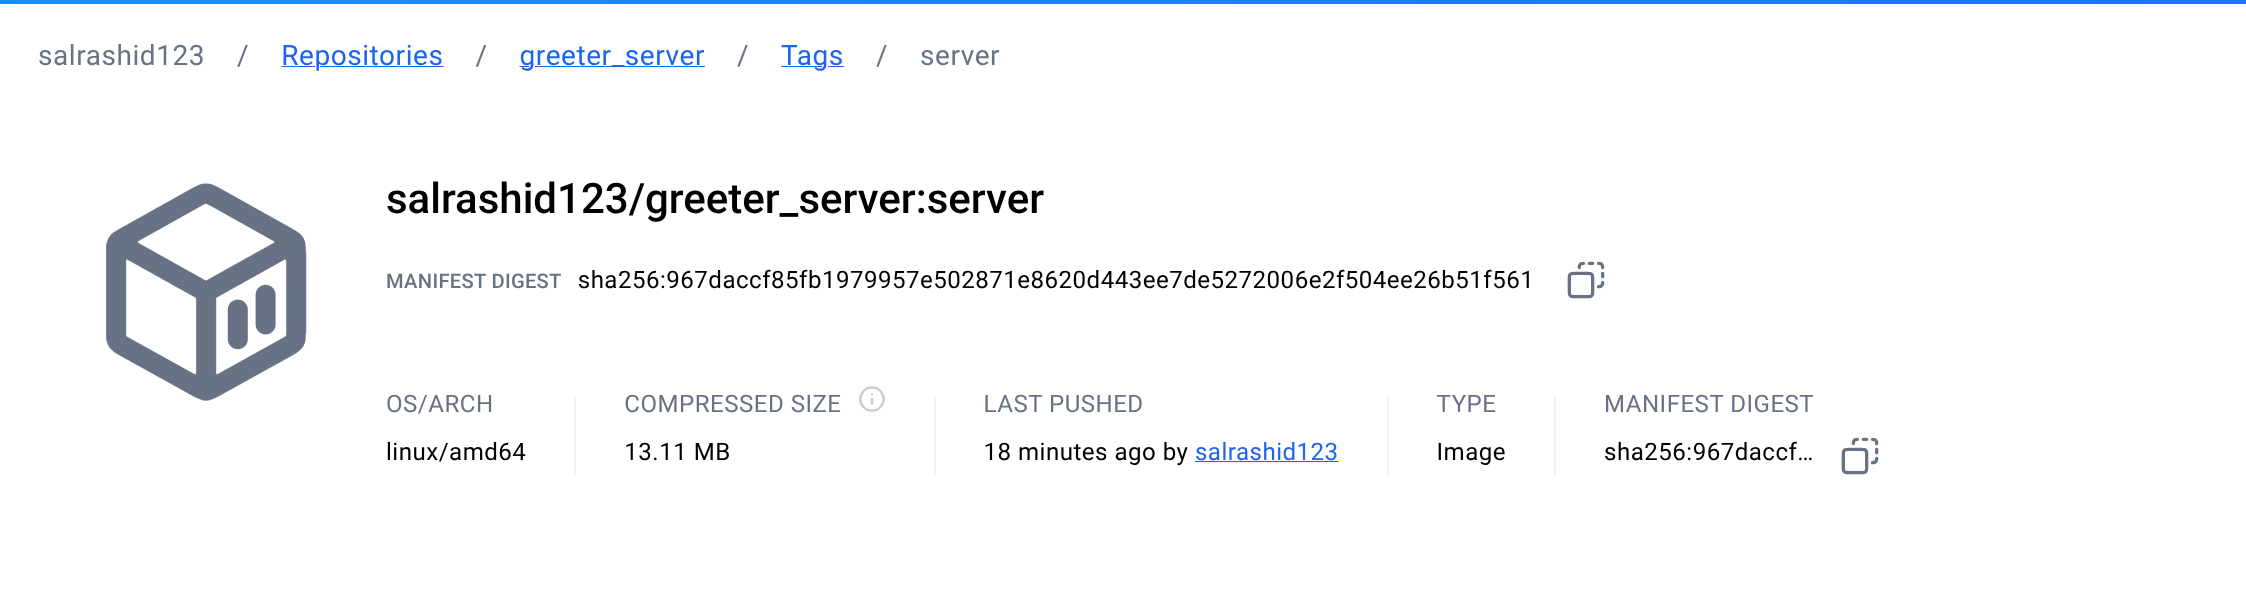 salrashid123 / Repositories / greeter_server / Tags / server
salrashid123/greeter_server:server
MANIFEST DIGEST sha256:967daccf85fb1979957e502871e8620d443ee7de5272006e2f504ee26b51f561
OS/ARCH COMPRESSED SIZE LAST PUSHED TYPE MANIFEST DIGEST
linux/amd64 13.11 MB 18 minutes ago by salrashid123 Image sha256:967daccf...